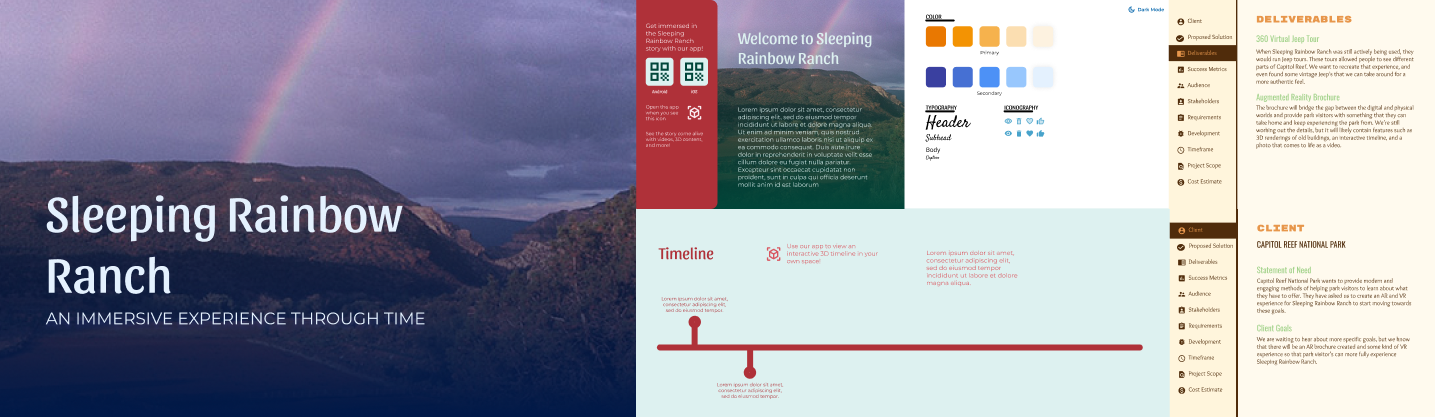 Sleeping Rainbow
Ranch
AN IMMERSIVE EXPERIENCE THROUGH TIME
Get immersed in
the Sleeping
Rainbow Ranch
story with our app!
Android
iOS
Open the app
when you see
this icon
See the story come alive
with videos, 3D content,
and more!
Welcome to Sleeping
Rainbow Ranch
Lorem ipsum dolor sit amet, consectetur
adipiscing elit, sed do eiusmod tempor
incididunt ut labore et dolore magna aliqua.
Ut enim ad minim veniam, quis nostrud
exercitation ullamco laboris nisi ut aliquip ex
ea commodo consequat. Duis aute irure
dolor in reprehenderit in voluptate velit esse
cillum dolore eu fugiat nulla pariatur.
Excepteur sint occaecat cupidatat non
proident, sunt in culpa qui officia deserunt
mollit anim id est laborum
Dark Mode
COLOR
Primary
Secondary
TYPOGRAPHY
Header
Subhead
Body
Caption
ICONOGRAPHY
Timeline
Use our app to view an
interactive 3D timeline in your
own space!
Lorem ipsum dolor sit amet,
consectetur adipiscing elit,
sed do eiusmod tempor
incididunt ut labore et dolore
magna aliqua.
Lorem ipsum dolor sit amet,
consectetur adipiscing elit,
sed do eiusmod tempor.
Lorem ipsum dolor sit amet,
consectetur adipiscing elit,
sed do eiusmod tempor.
Client
Proposed Solution
Deliverables
Success Metrics
Audience
Stakeholders
Requirements
Development
Timeframe
Project Scope
Cost Estimate
DELIVERABLES
360 Virtual Jeep Tour
When Sleeping Rainbow Ranch was still actively being used, they
would run Jeep tours. These tours allowed people to see different
parts of Capitol Reef. We want to recreate that experience, and
even found some vintage Jeep's that we can take around for a
more authentic feel.
Augmented Reality Brochure
The brochure will bridge the gap between the digital and physical
worlds and provide park visitors with something that they can
take home and keep experiencing the park from. We're still
working out the details, but it will likely contain features such as
3D renderings of old buildings, an interactive timeline, and a
photo that comes to life as a video.
Client
Proposed Solution
Deliverables
Success Metrics
Audience
Stakeholders
Requirements
Development
Timeframe
Project Scope
Cost Estimate
CLIENT
CAPITOL REEF NATIONAL PARK
Statement of Need
Capitol Reef National Park wants to provide modern and
engaging methods of helping park visitors to learn about what
they have to offer. They have asked us to create an AR and VR
experience for Sleeping Rainbow Ranch to start moving towards
these goals.
Client Goals
We are waiting to hear about more specific goals, but we know
that there will be an AR brochure created and some kind of VR
experience so that park visitor's can more fully experience
Sleeping Rainbow Ranch.